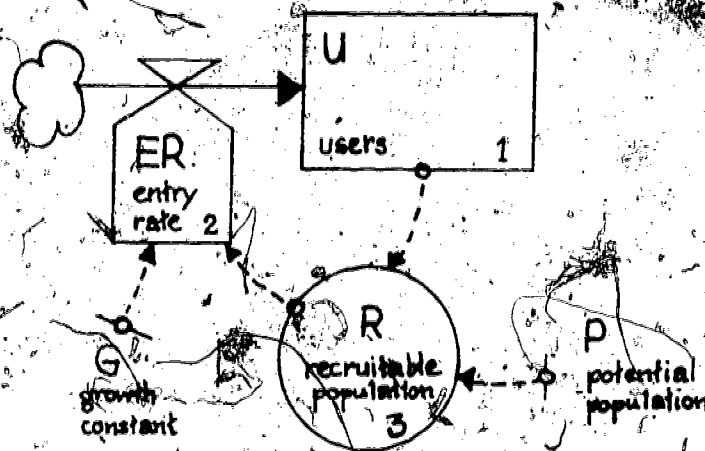 U
users 1
ER
entry
rate 2
R
recruitable
population
3
G
growth
constant
P
potential
population